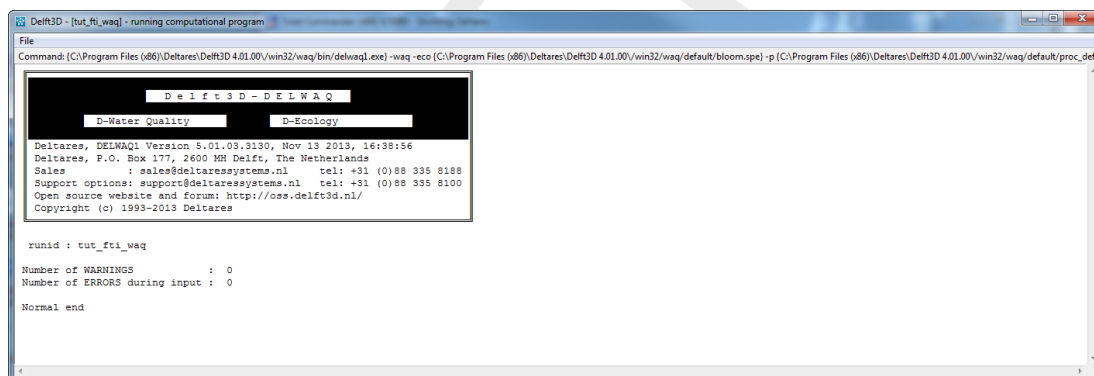 Delft3D - [tut_fti_waq] - running computational program
File
Command: {C:\Program Files (x86)\Deltares\Delft3D 4.01.00\/win32/waq/bin/delwaq1.exe} -waq -eco {C:\Program Files (x86)\Deltares\Delft3D 4.01.00\/win32/waq/default/bloom.spe} -p {C:\Program Files (x86)\Deltares\Delft3D 4.01.00\/win32/waq/default/proc_def
D e l f t 3 D - D E L W A Q
D-Water Quality D-Ecology
Deltares, DELWAQ1 Version 5.01.03.3130, Nov 13 2013, 16:38:56
Deltares, P.O. Box 177, 2600 MH Delft, The Netherlands
Sales : sales@deltaressystems.nl tel: +31 (0)88 335 8188
Support options: support@deltaressystems.nl tel: +31 (0)88 335 8100
Open source website and forum: http://oss.delft3d.nl/
Copyright (c) 1993-2013 Deltares
runid : tut_fti_waq
Number of WARNINGS : 0
Number of ERRORS during input : 0
Normal end